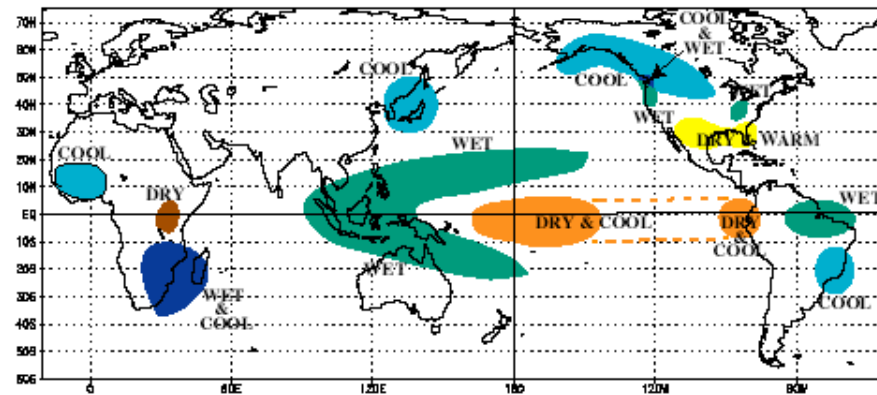 70N
60N
50N
40N
30N
20N
10N
EQ
10S
20S
30S
40S
50S
60S
0
60E
120E
180
120W
60W
COOL
&
WET
COOL
COOL
WET
WET
DRY & WARM
WET
COOL
DRY
DRY & COOL
DRY
&
COOL
WET
WET
WET
&
COOL
COOL